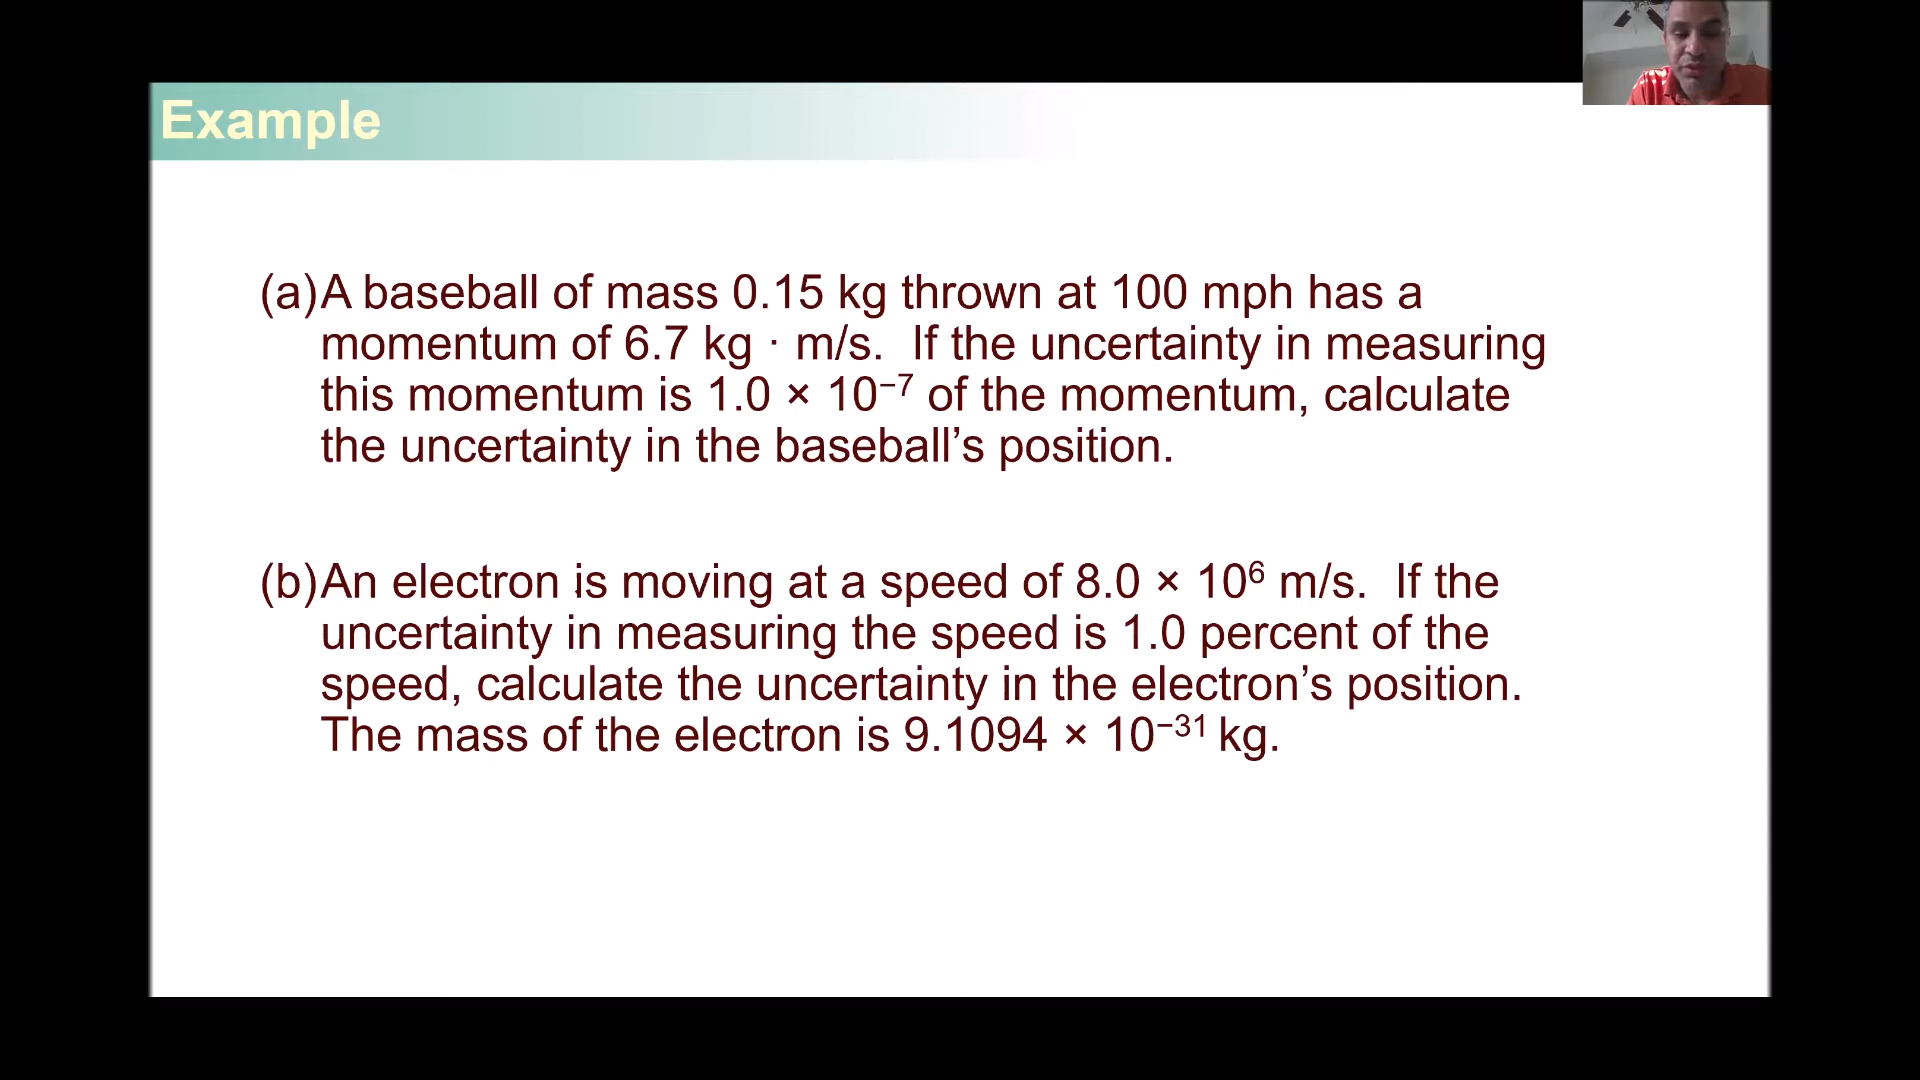 Example
(a) A baseball of mass 0.15 kg thrown at 100 mph has a
momentum of 6.7 kg · m/s.  If the uncertainty in measuring
this momentum is 1.0 × 10⁻⁷ of the momentum, calculate
the uncertainty in the baseball’s position.
(b) An electron is moving at a speed of 8.0 × 10⁶ m/s.  If the
uncertainty in measuring the speed is 1.0 percent of the
speed, calculate the uncertainty in the electron’s position.
The mass of the electron is 9.1094 × 10⁻³¹ kg.